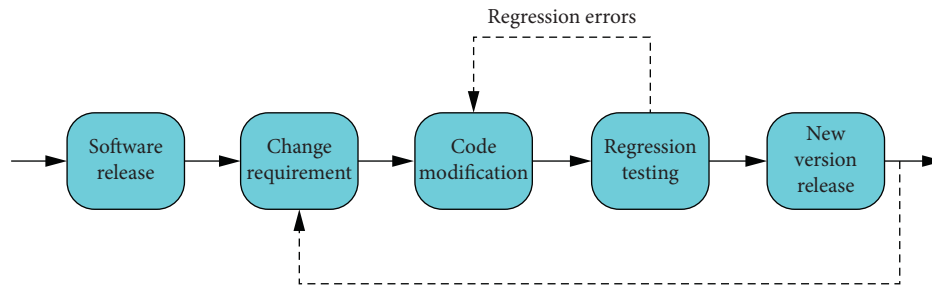 Regression errors
Software
release
Change
requirement
Code
modification
Regression
testing
New
version
release